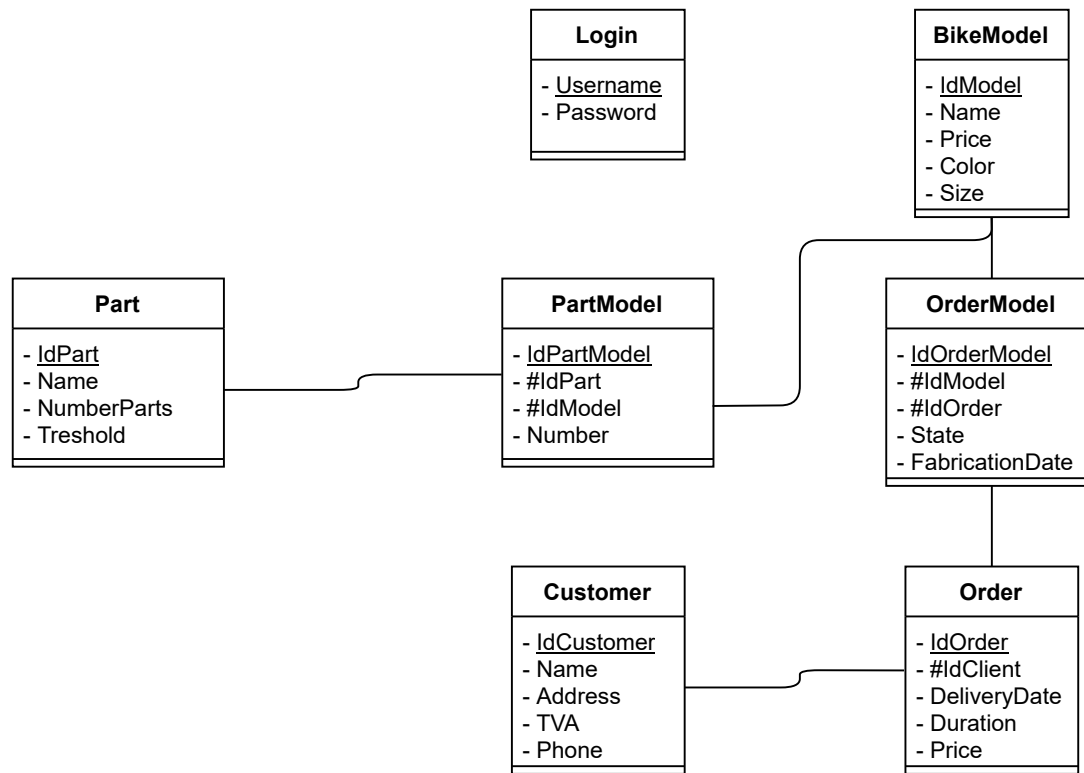 Login
- Username
- Password
BikeModel
- IdModel
- Name
- Price
- Color
- Size
Part
- IdPart
- Name
- NumberParts
- Treshold
PartModel
- IdPartModel
- #IdPart
- #IdModel
- Number
OrderModel
- IdOrderModel
- #IdModel
- #IdOrder
- State
- FabricationDate
Customer
- IdCustomer
- Name
- Address
- TVA
- Phone
Order
- IdOrder
- #IdClient
- DeliveryDate
- Duration
- Price